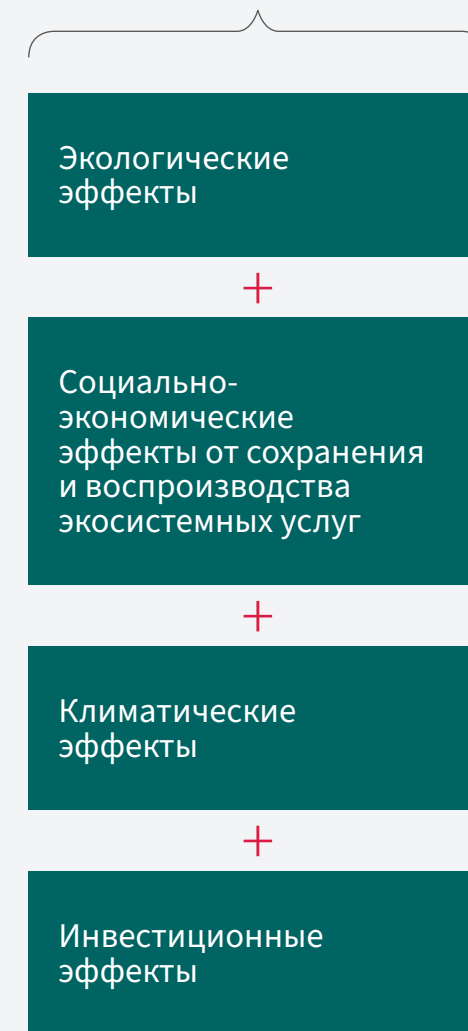 Экологические
эффекты
+
Социально-
экономические
эффекты от сохранения
и воспроизводства
экосистемных услуг
+
Климатические
эффекты
+
Инвестиционные
эффекты